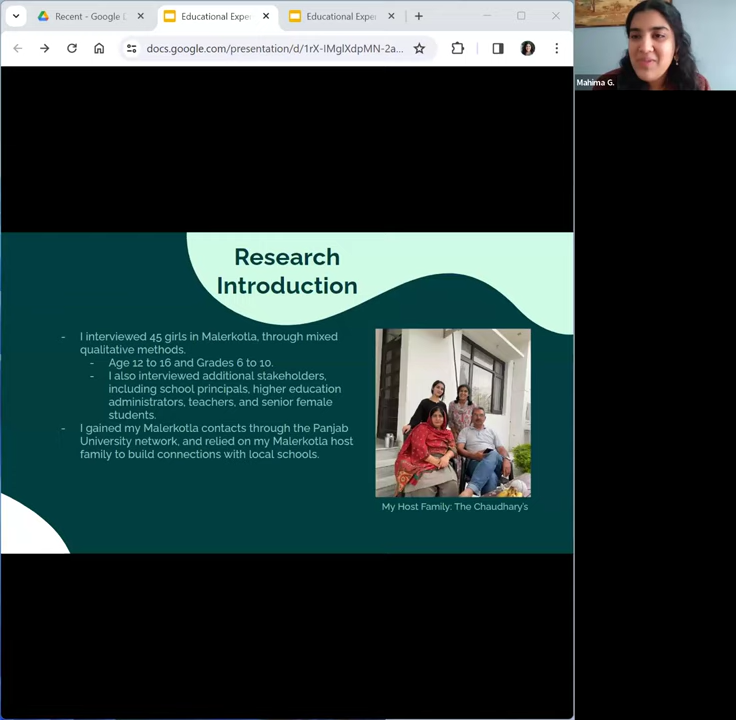 Recent - Google D
Educational Expe
Educational Expe
docs.google.com/presentation/d/1rX-IMglXdpMN-2a...
Mahima G.
Research
Introduction
- I interviewed 45 girls in Malerkotla, through mixed
qualitative methods.
- Age 12 to 16 and Grades 6 to 10.
- I also interviewed additional stakeholders,
including school principals, higher education
administrators, teachers, and senior female
students.
- I gained my Malerkotla contacts through the Panjab
University network, and relied on my Malerkotla host
family to build connections with local schools.
My Host Family: The Chaudhary's